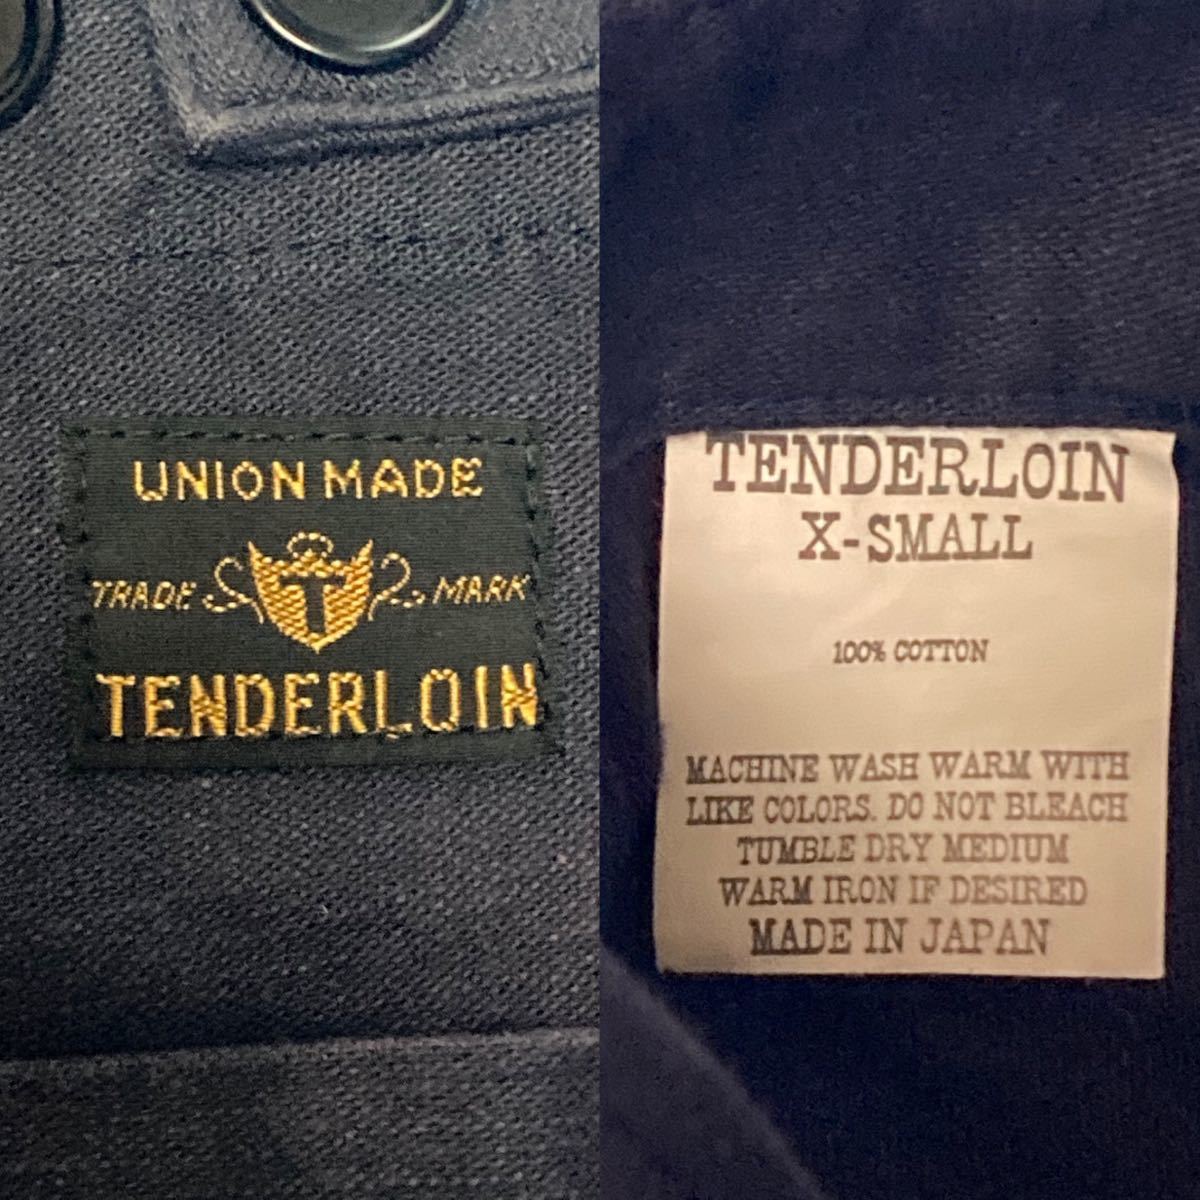 UNION MADE
TRADE T MARK
TENDERLOIN
TENDERLOIN
X-SMALL
100% COTTON
MACHINE WASH WARM WITH
LIKE COLORS. DO NOT BLEACH
TUMBLE DRY MEDIUM
WARM IRON IF DESIRED
MADE IN JAPAN